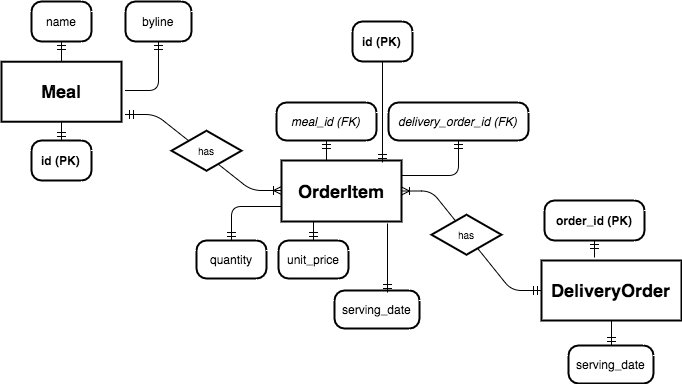 name
byline
id (PK)
Meal
meal_id (FK)
delivery_order_id (FK)
has
id (PK)
OrderItem
order_id (PK)
has
quantity
unit_price
DeliveryOrder
serving_date
serving_date